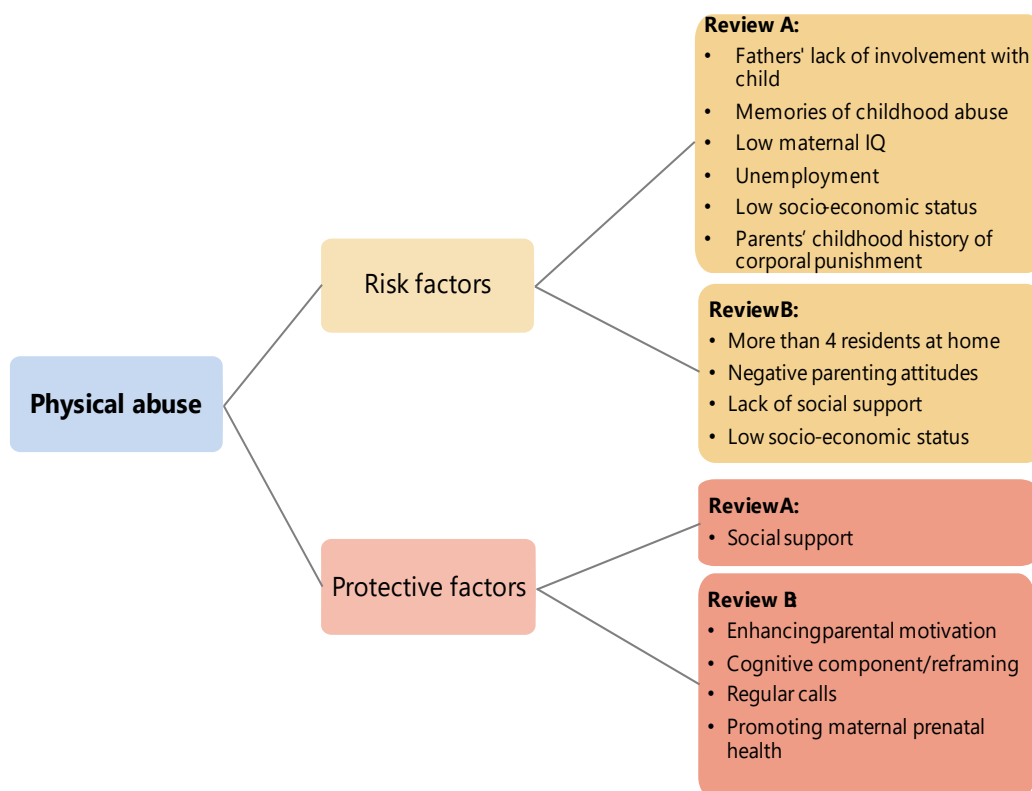 Physical abuse
Risk factors
Review A:
• Fathers' lack of involvement with
child
• Memories of childhood abuse
• Low maternal IQ
• Unemployment
• Low socio-economic status
• Parents’ childhood history of
corporal punishment
Review B:
• More than 4 residents at home
• Negative parenting attitudes
• Lack of social support
• Low socio-economic status
Protective factors
Review A:
• Social support
Review B:
• Enhancing parental motivation
• Cognitive component/reframing
• Regular calls
• Promoting maternal prenatal
health